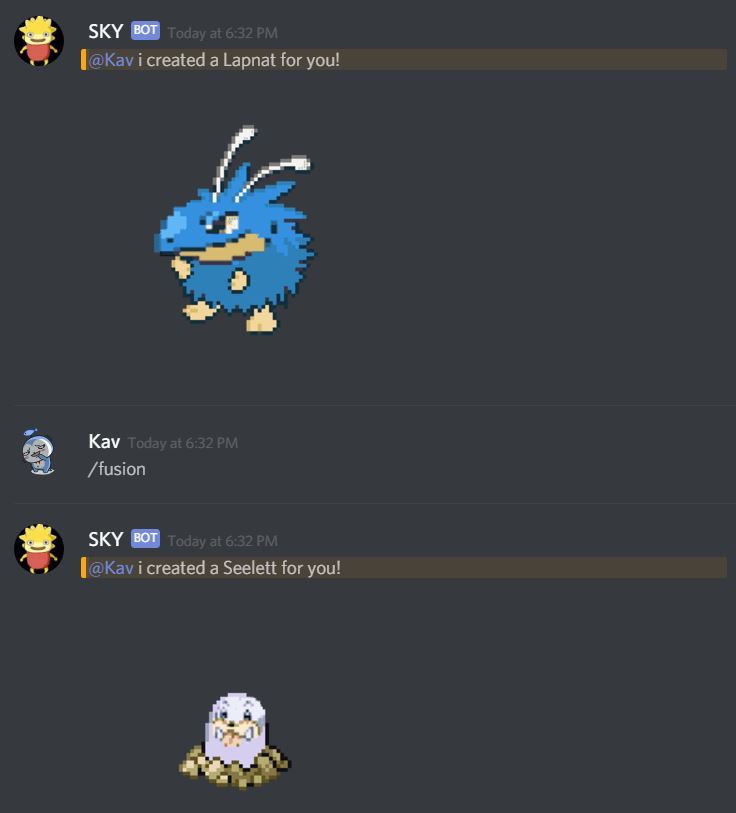 SKY BOT Today at 6:32 PM
@Kav i created a Lapnat for you!
Kav Today at 6:32 PM
/fusion
SKY BOT Today at 6:32 PM
@Kav i created a Seelett for you!